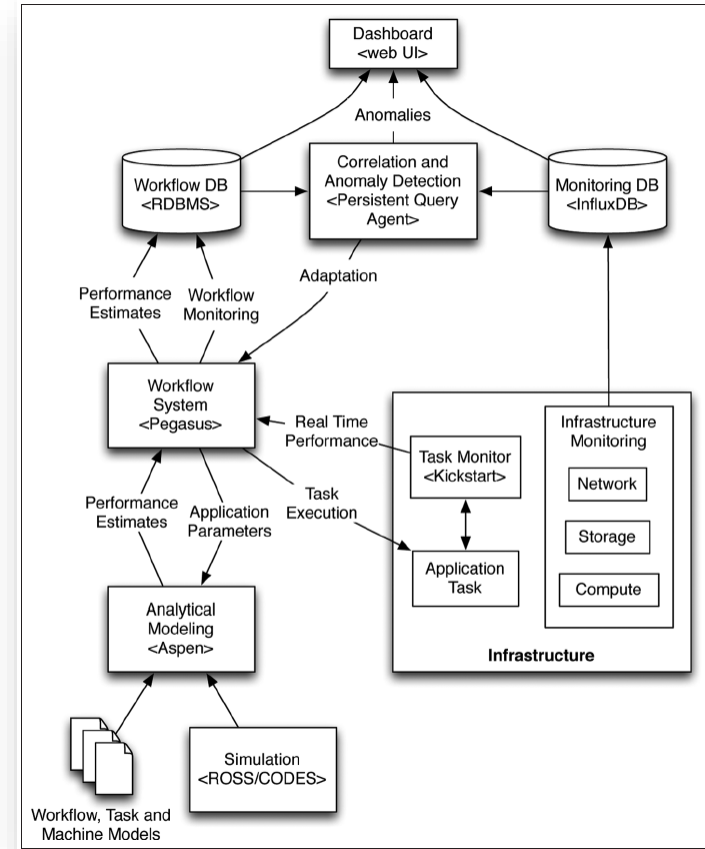 Dashboard
<web UI>
Anomalies
Workflow DB
<RDBMS>
Correlation and
Anomaly Detection
<Persistent Query
Agent>
Monitoring DB
<InfluxDB>
Adaptation
Performance
Estimates
Workflow
Monitoring
Workflow
System
<Pegasus>
Real Time
Performance
Task Monitor
<Kickstart>
Infrastructure
Monitoring
Network
Storage
Compute
Performance
Estimates
Application
Parameters
Task
Execution
Application
Task
Infrastructure
Analytical
Modeling
<Aspen>
Simulation
<ROSS/CODES>
Workflow, Task and
Machine Models